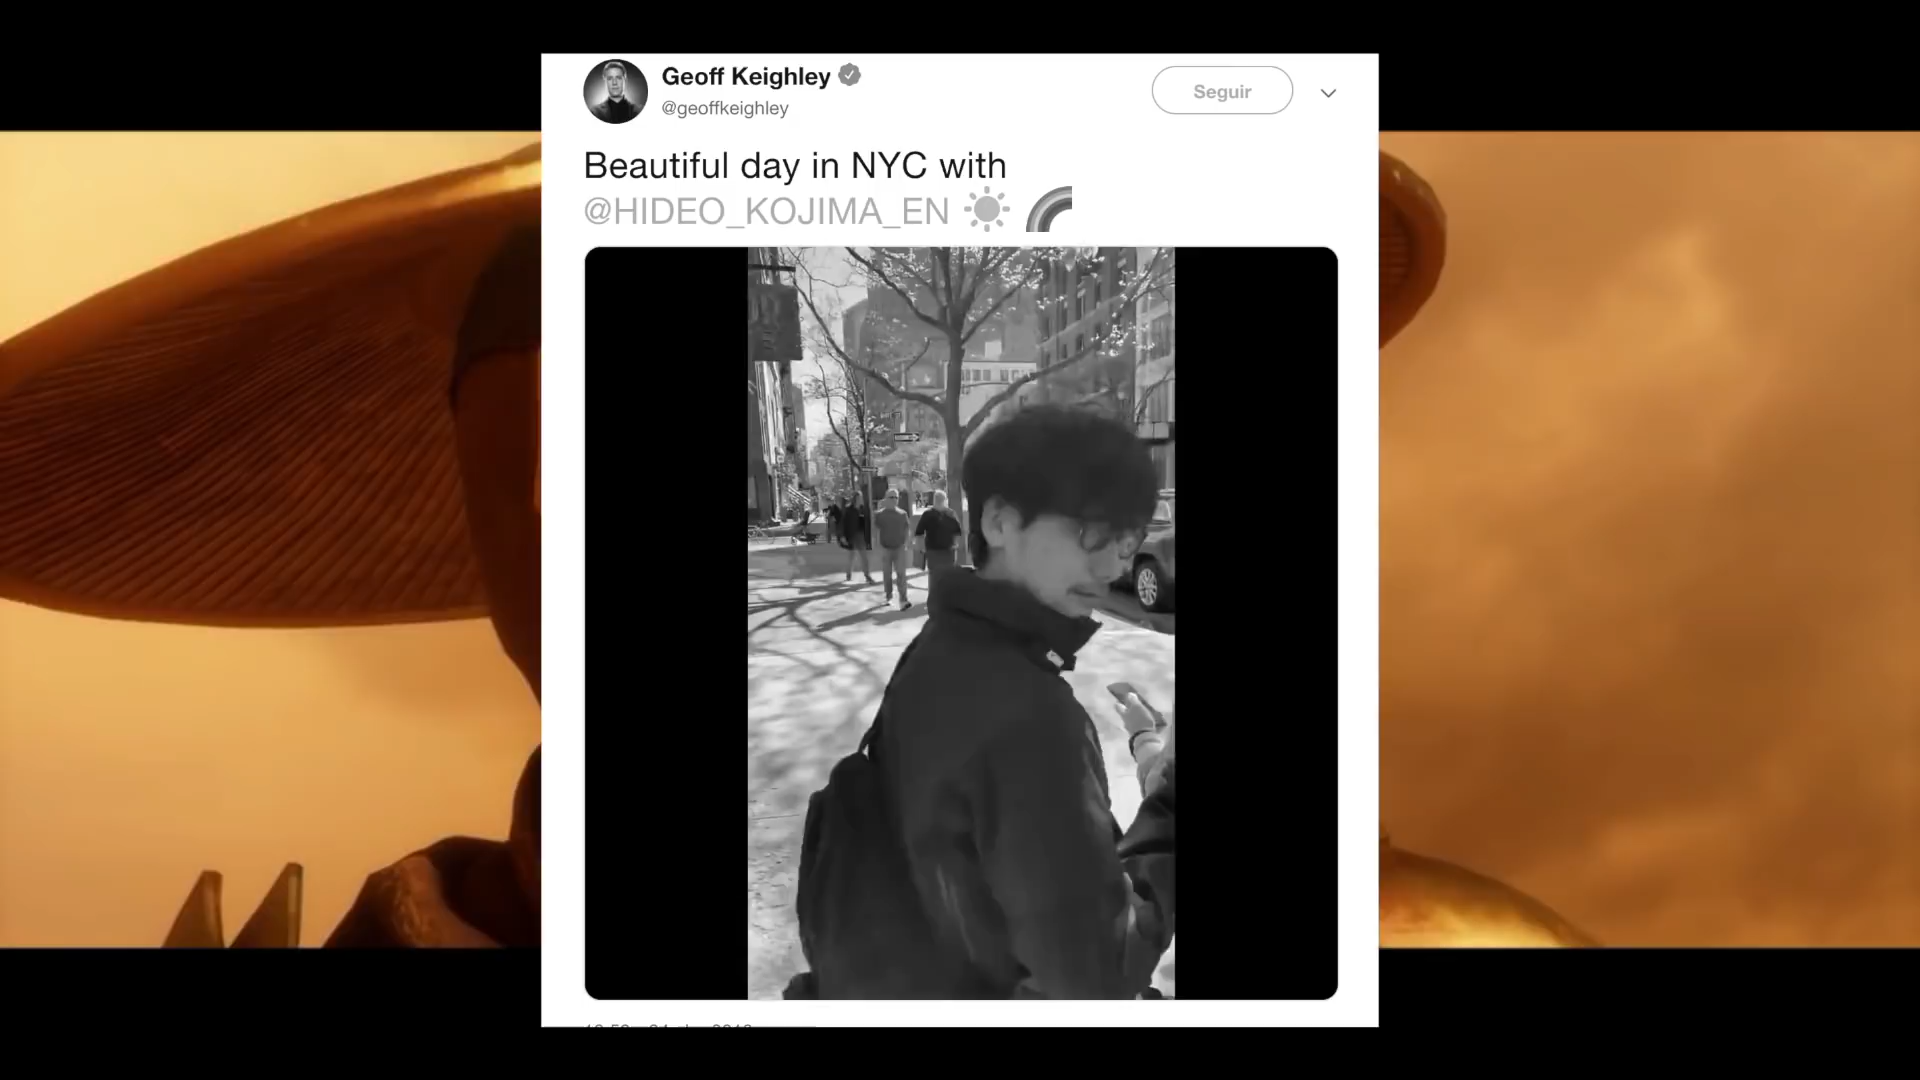 Geoff Keighley
@geoffkeighley
Seguir
Beautiful day in NYC with
@HIDEO_KOJIMA_EN